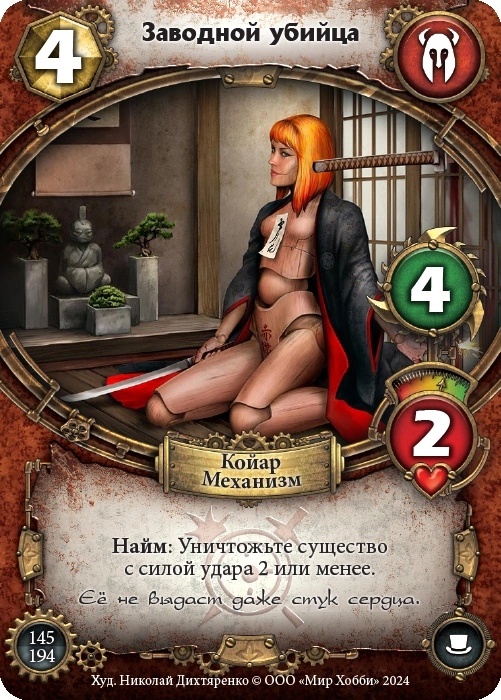 4
Заводной убийца
4
2
Койар
Механизм
Найм: Уничтожьте существо
с силой удара 2 или менее.
Её не выдаст даже стук сердца.
145
194
Худ. Николай Дихтяренко © ООО «Мир Хобби» 2024